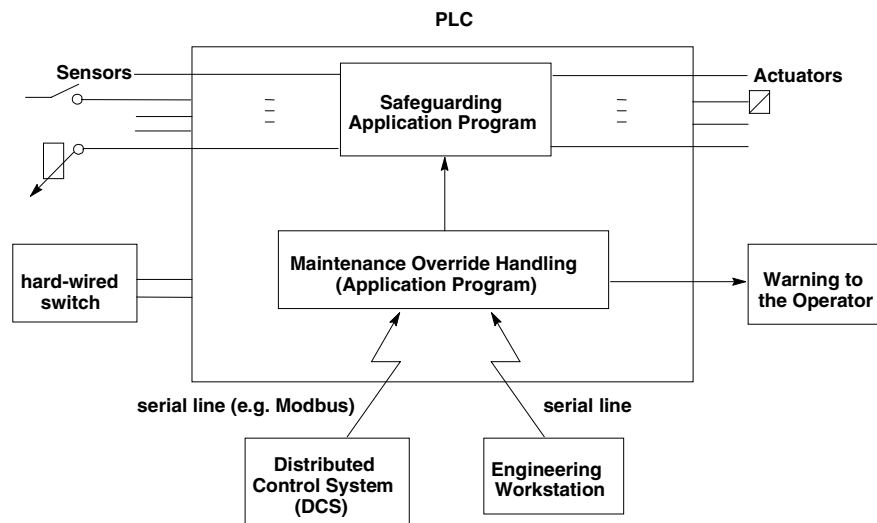 PLC
Sensors
Safeguarding
Application Program
Actuators
Maintenance Override Handling
(Application Program)
hard-wired
switch
Warning to
the Operator
serial line (e.g. Modbus)
serial line
Distributed
Control System
(DCS)
Engineering
Workstation